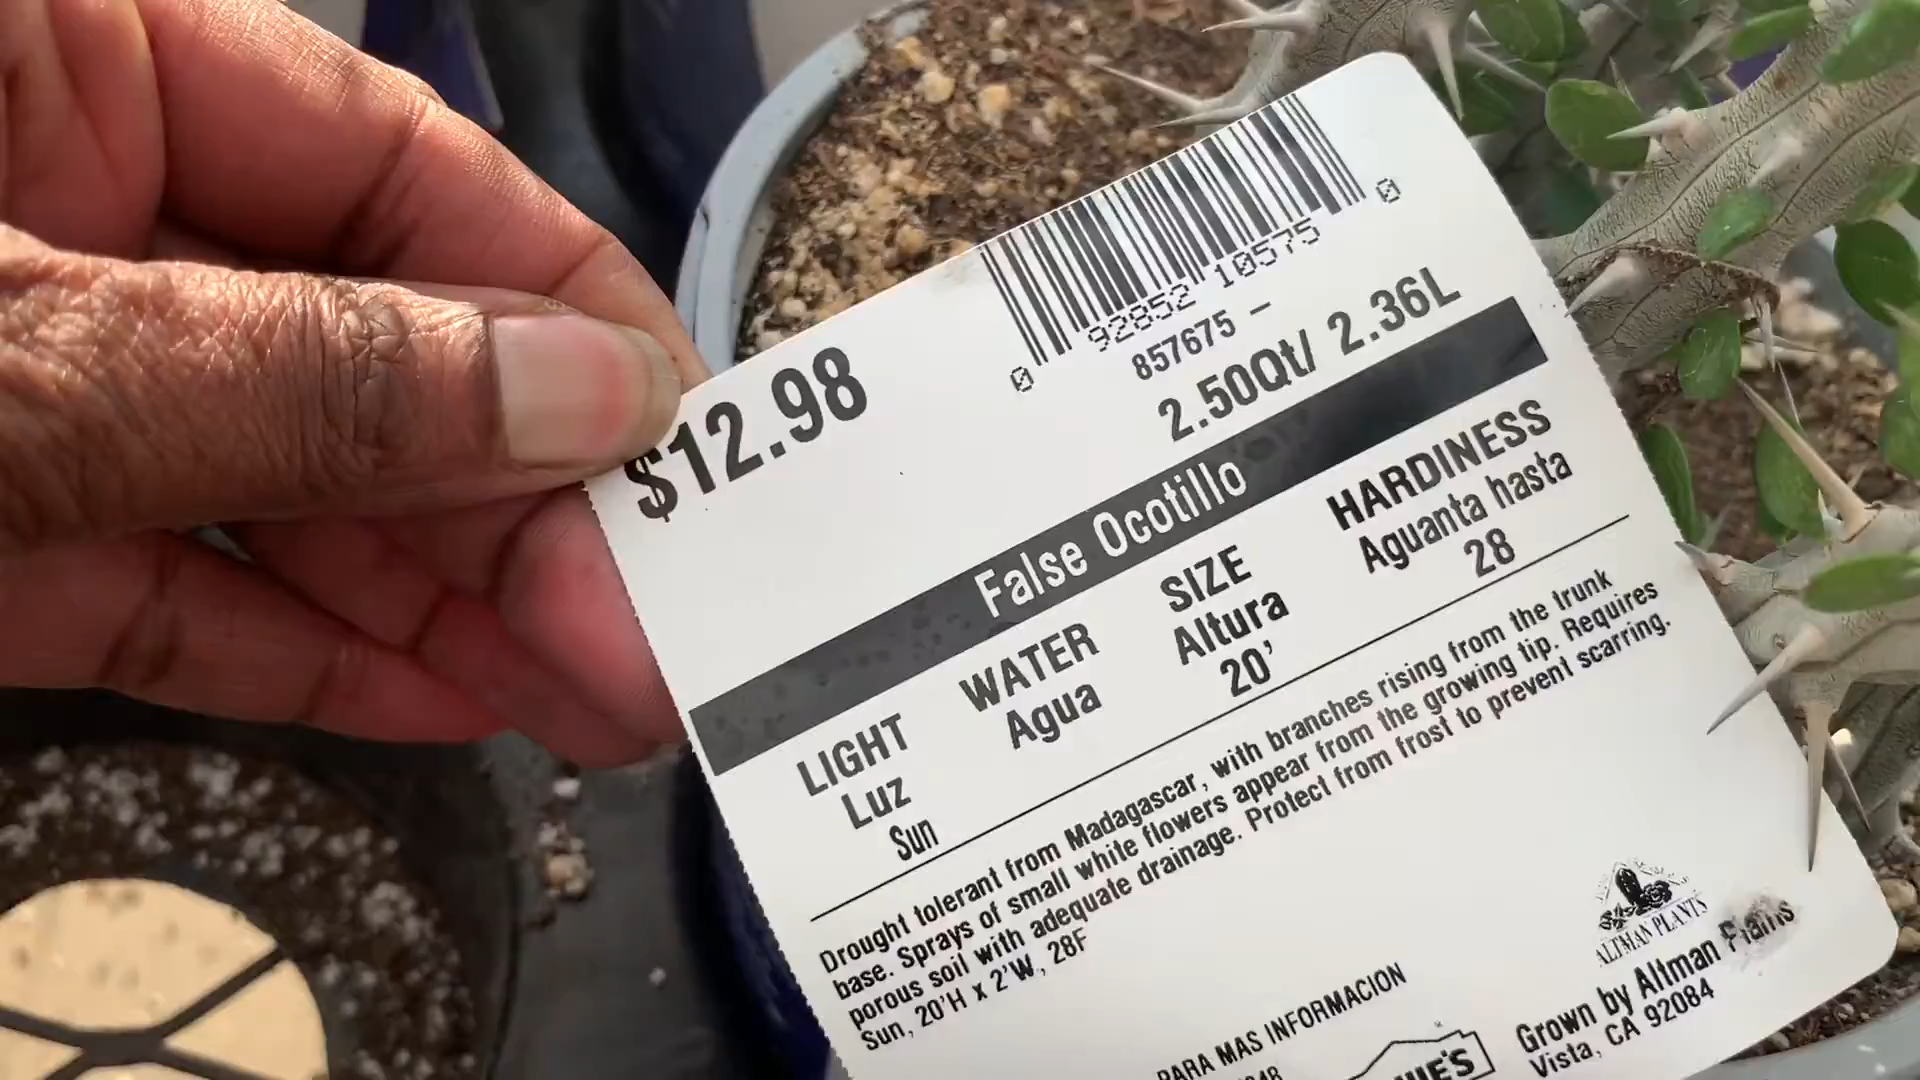 0 92852 10575 0
857675 -
$12.98
2.50Qt/ 2.36L
False Ocotillo
LIGHT
Luz
Sun
WATER
Agua
SIZE
Altura
20'
HARDINESS
Aguanta hasta
28
Drought tolerant from Madagascar, with branches rising from the trunk
base. Sprays of small white flowers appear from the growing tip. Requires
porous soil with adequate drainage. Protect from frost to prevent scarring.
Sun, 20'H x 2'W, 28F
ALTMAN PLANTS
Grown by Altman Plants
Vista, CA 92084
PARA MAS INFORMACION